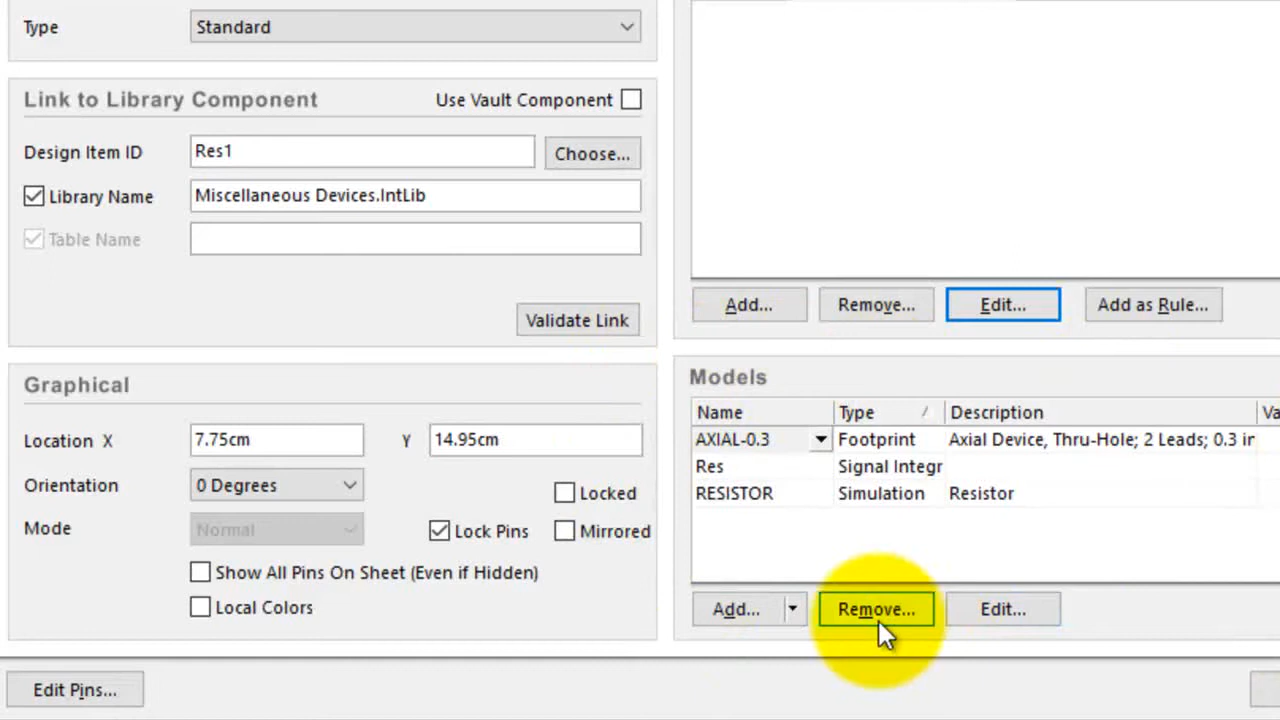 Type Standard
Link to Library Component Use Vault Component
Design Item ID Res1 Choose...
Library Name Miscellaneous Devices.IntLib
Table Name
Validate Link
Graphical
Location X 7.75cm Y 14.95cm
Orientation 0 Degrees Locked
Mode Normal Lock Pins Mirrored
Show All Pins On Sheet (Even if Hidden)
Local Colors
Edit Pins...
Add... Remove... Edit... Add as Rule...
Models
Name Type / Description Va
AXIAL-0.3 Footprint Axial Device, Thru-Hole; 2 Leads; 0.3 in
Res Signal Integr
RESISTOR Simulation Resistor
Add... Remove... Edit...